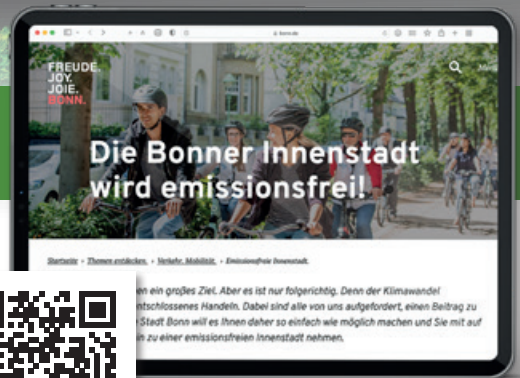 bonn.de
FREUDE.
JOY.
JOIE.
BONN.
Die Bonner Innenstadt
wird emissionsfrei!
Startseite › Themen entdecken. › Verkehr, Mobilität. › Emissionsfreie Innenstadt.
ein großes Ziel. Aber es ist nur folgerichtig. Denn der Klimawandel
Handeln. Dabei sind alle von uns aufgefordert, einen Beitrag zu
Stadt Bonn will es Ihnen daher so einfach wie möglich machen und Sie mit auf
zu einer emissionsfreien Innenstadt nehmen.